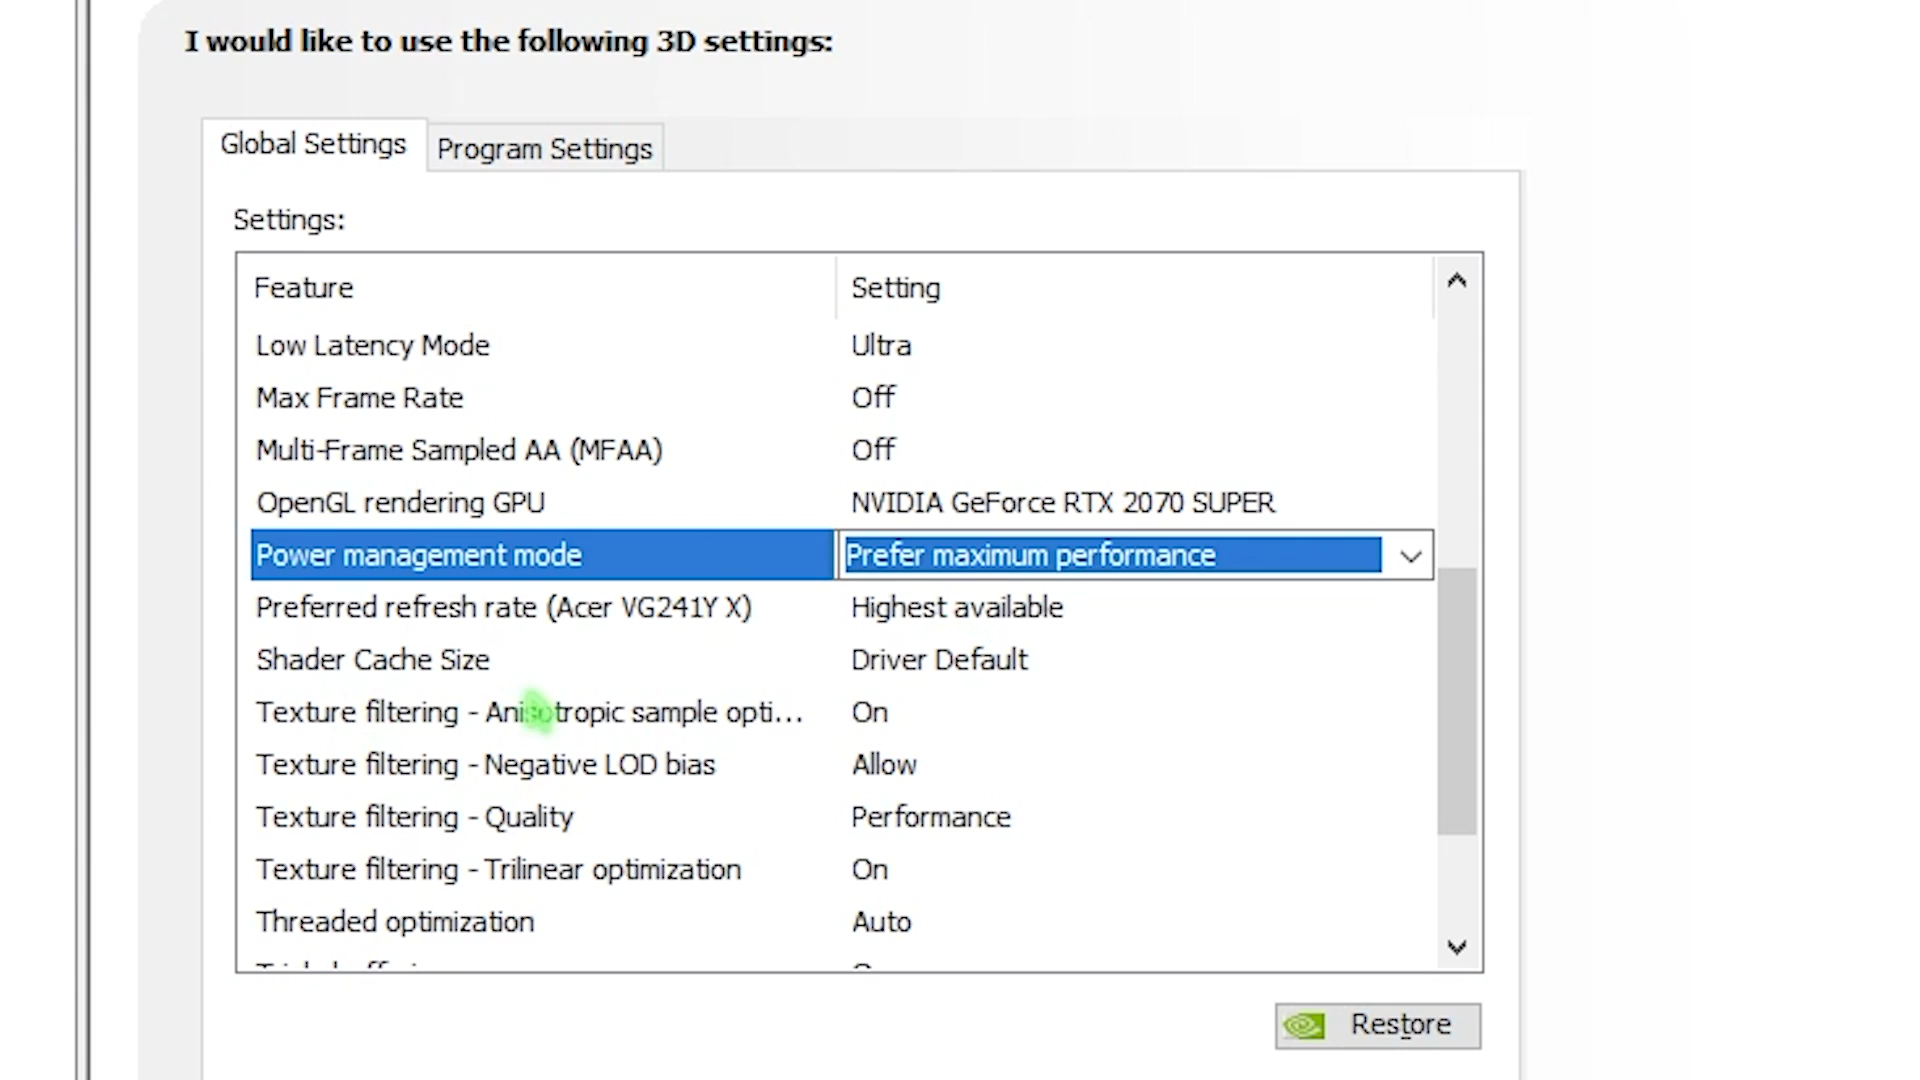 I would like to use the following 3D settings:
Global Settings Program Settings
Settings:
Feature Setting
Low Latency Mode Ultra
Max Frame Rate Off
Multi-Frame Sampled AA (MFAA) Off
OpenGL rendering GPU NVIDIA GeForce RTX 2070 SUPER
Power management mode Prefer maximum performance
Preferred refresh rate (Acer VG241Y X) Highest available
Shader Cache Size Driver Default
Texture filtering - Anisotropic sample opti... On
Texture filtering - Negative LOD bias Allow
Texture filtering - Quality Performance
Texture filtering - Trilinear optimization On
Threaded optimization Auto
Restore